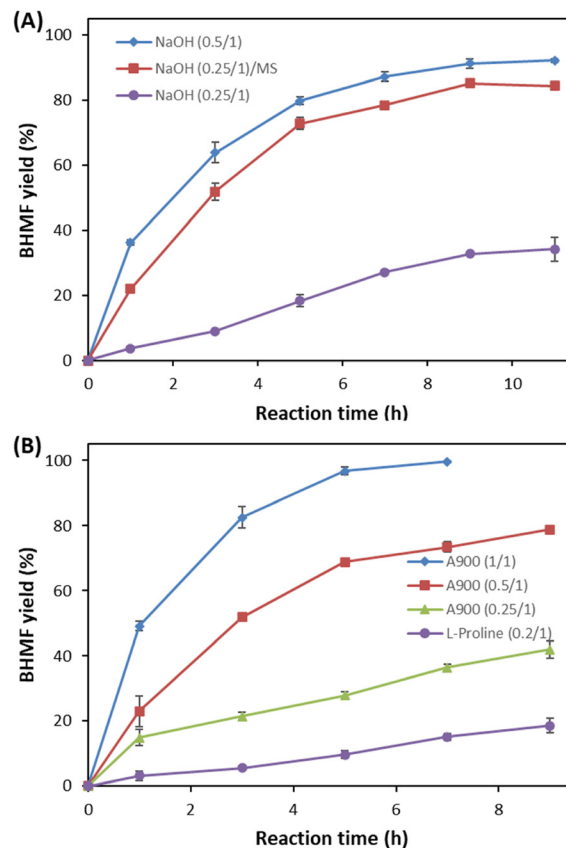 (A)
100
80
60
40
20
0
BHMF yield (%)
NaOH (0.5/1)
NaOH (0.25/1)/MS
NaOH (0.25/1)
0 2 4 6 8 10
Reaction time (h)
(B)
100
80
60
40
20
0
BHMF yield (%)
A900 (1/1)
A900 (0.5/1)
A900 (0.25/1)
L-Proline (0.2/1)
0 2 4 6 8
Reaction time (h)